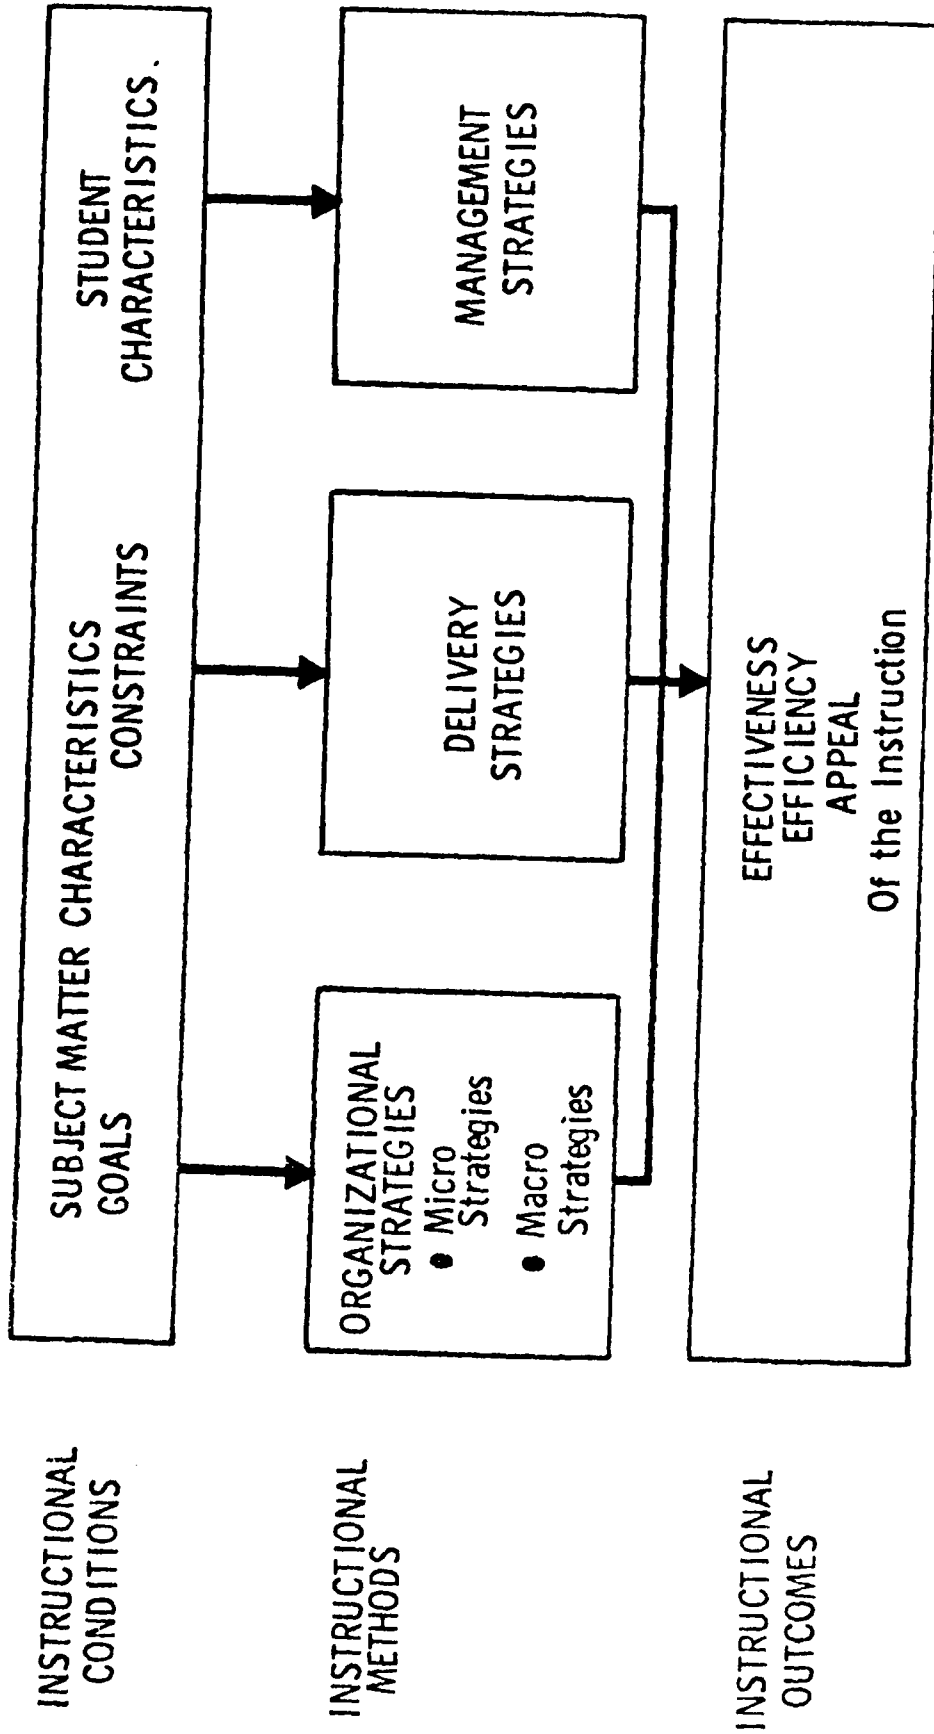 INSTRUCTIONAL
CONDITIONS
SUBJECT MATTER CHARACTERISTICS
GOALS
CONSTRAINTS
STUDENT
CHARACTERISTICS.
INSTRUCTIONAL
METHODS
ORGANIZATIONAL
STRATEGIES
● Micro
Strategies
● Macro
Strategies
DELIVERY
STRATEGIES
MANAGEMENT
STRATEGIES
INSTRUCTIONAL
OUTCOMES
EFFECTIVENESS
EFFICIENCY
APPEAL
Of the Instruction